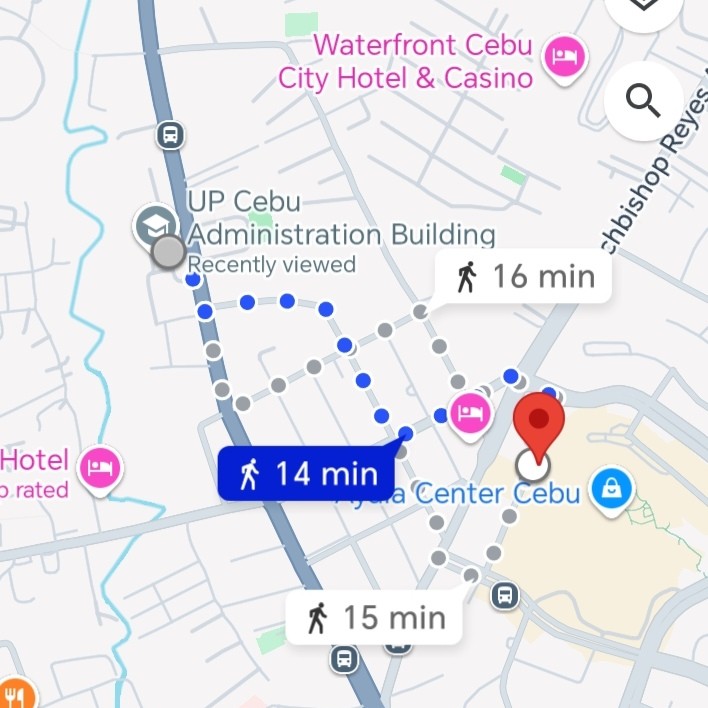 Waterfront Cebu
City Hotel & Casino
chbishop Reyes
UP Cebu
Administration Building
Recently viewed
16 min
Hotel
p rated
14 min
Ayala Center Cebu
15 min